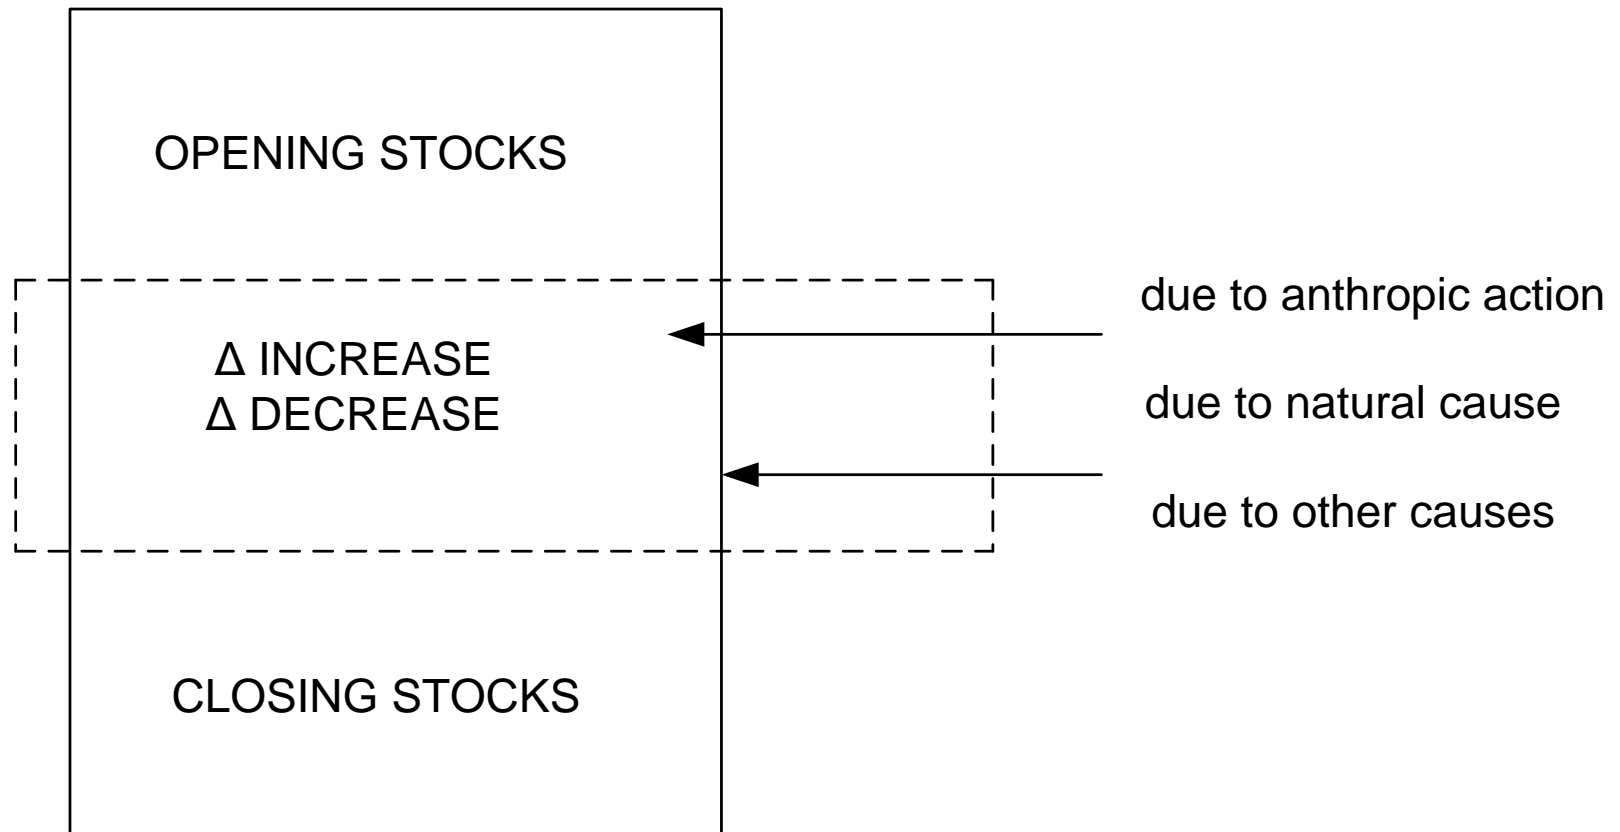 OPENING STOCKS
due to anthropic action
Δ INCREASE
due to natural cause
Δ DECREASE
due to other causes
CLOSING STOCKS